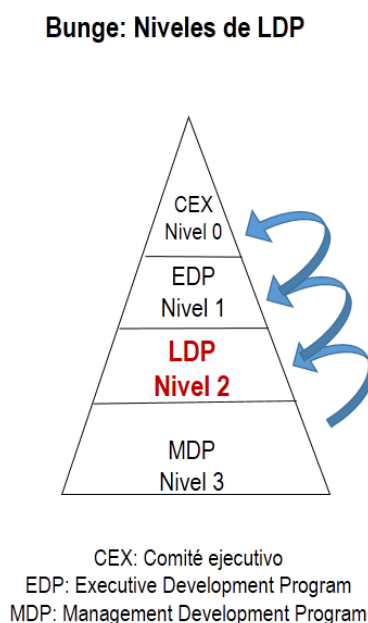 Bunge: Niveles de LDP
CEX
Nivel 0
EDP
Nivel 1
LDP
Nivel 2
MDP
Nivel 3
CEX: Comité ejecutivo
EDP: Executive Development Program
MDP: Management Development Program